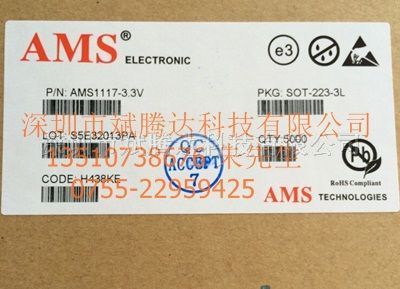 AMS®
ELECTRONIC
e3
P/N: AMS1117-3.3V
PKG: SOT-223-3L
深圳市斌腾达科技有限公司
LOT: S5E32013PA
QTY:5000
QC
ACCEPT
7
0755-22959425
CODE: H438KE
Pb
RoHS Compliant
AMS TECHNOLOGIES